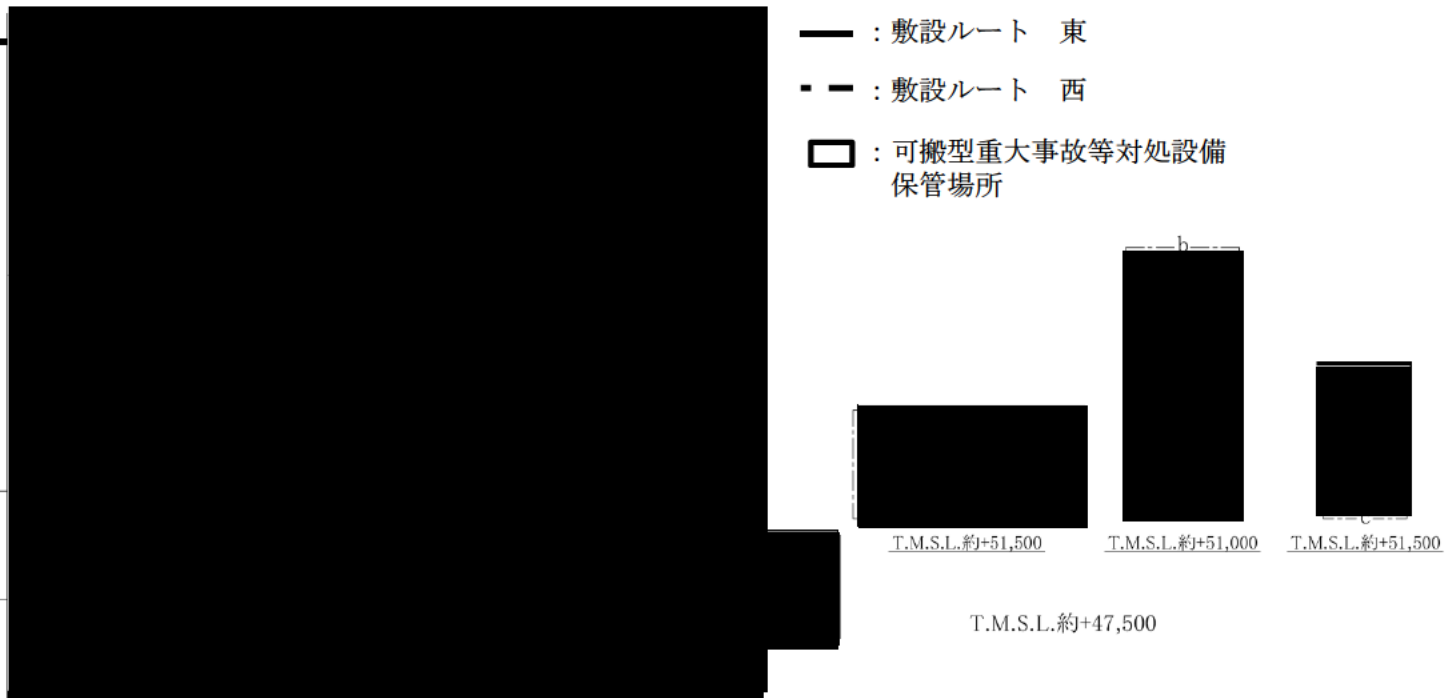 ：敷設ルート　東
：敷設ルート　西
：可搬型重大事故等対処設備
保管場所
b
c
T.M.S.L.約+51,500
T.M.S.L.約+51,000
T.M.S.L.約+51,500
T.M.S.L.約+47,500